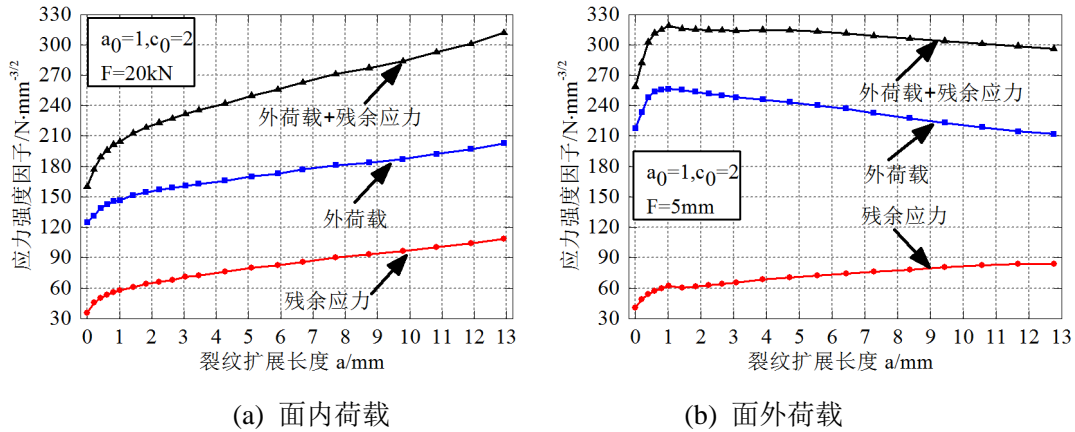 应力强度因子/N·mm-3/2
330
300
270
240
210
180
150
120
90
60
30
a0=1,c0=2
F=20kN
外荷载+残余应力
外荷载
残余应力
0 1 2 3 4 5 6 7 8 9 10 11 12 13
裂纹扩展长度 a/mm
(a) 面内荷载
应力强度因子/N·mm-3/2
330
300
270
240
210
180
150
120
90
60
30
外荷载+残余应力
外荷载
a0=1,c0=2
F=5mm
残余应力
0 1 2 3 4 5 6 7 8 9 10 11 12 13
裂纹扩展长度 a/mm
(b) 面外荷载